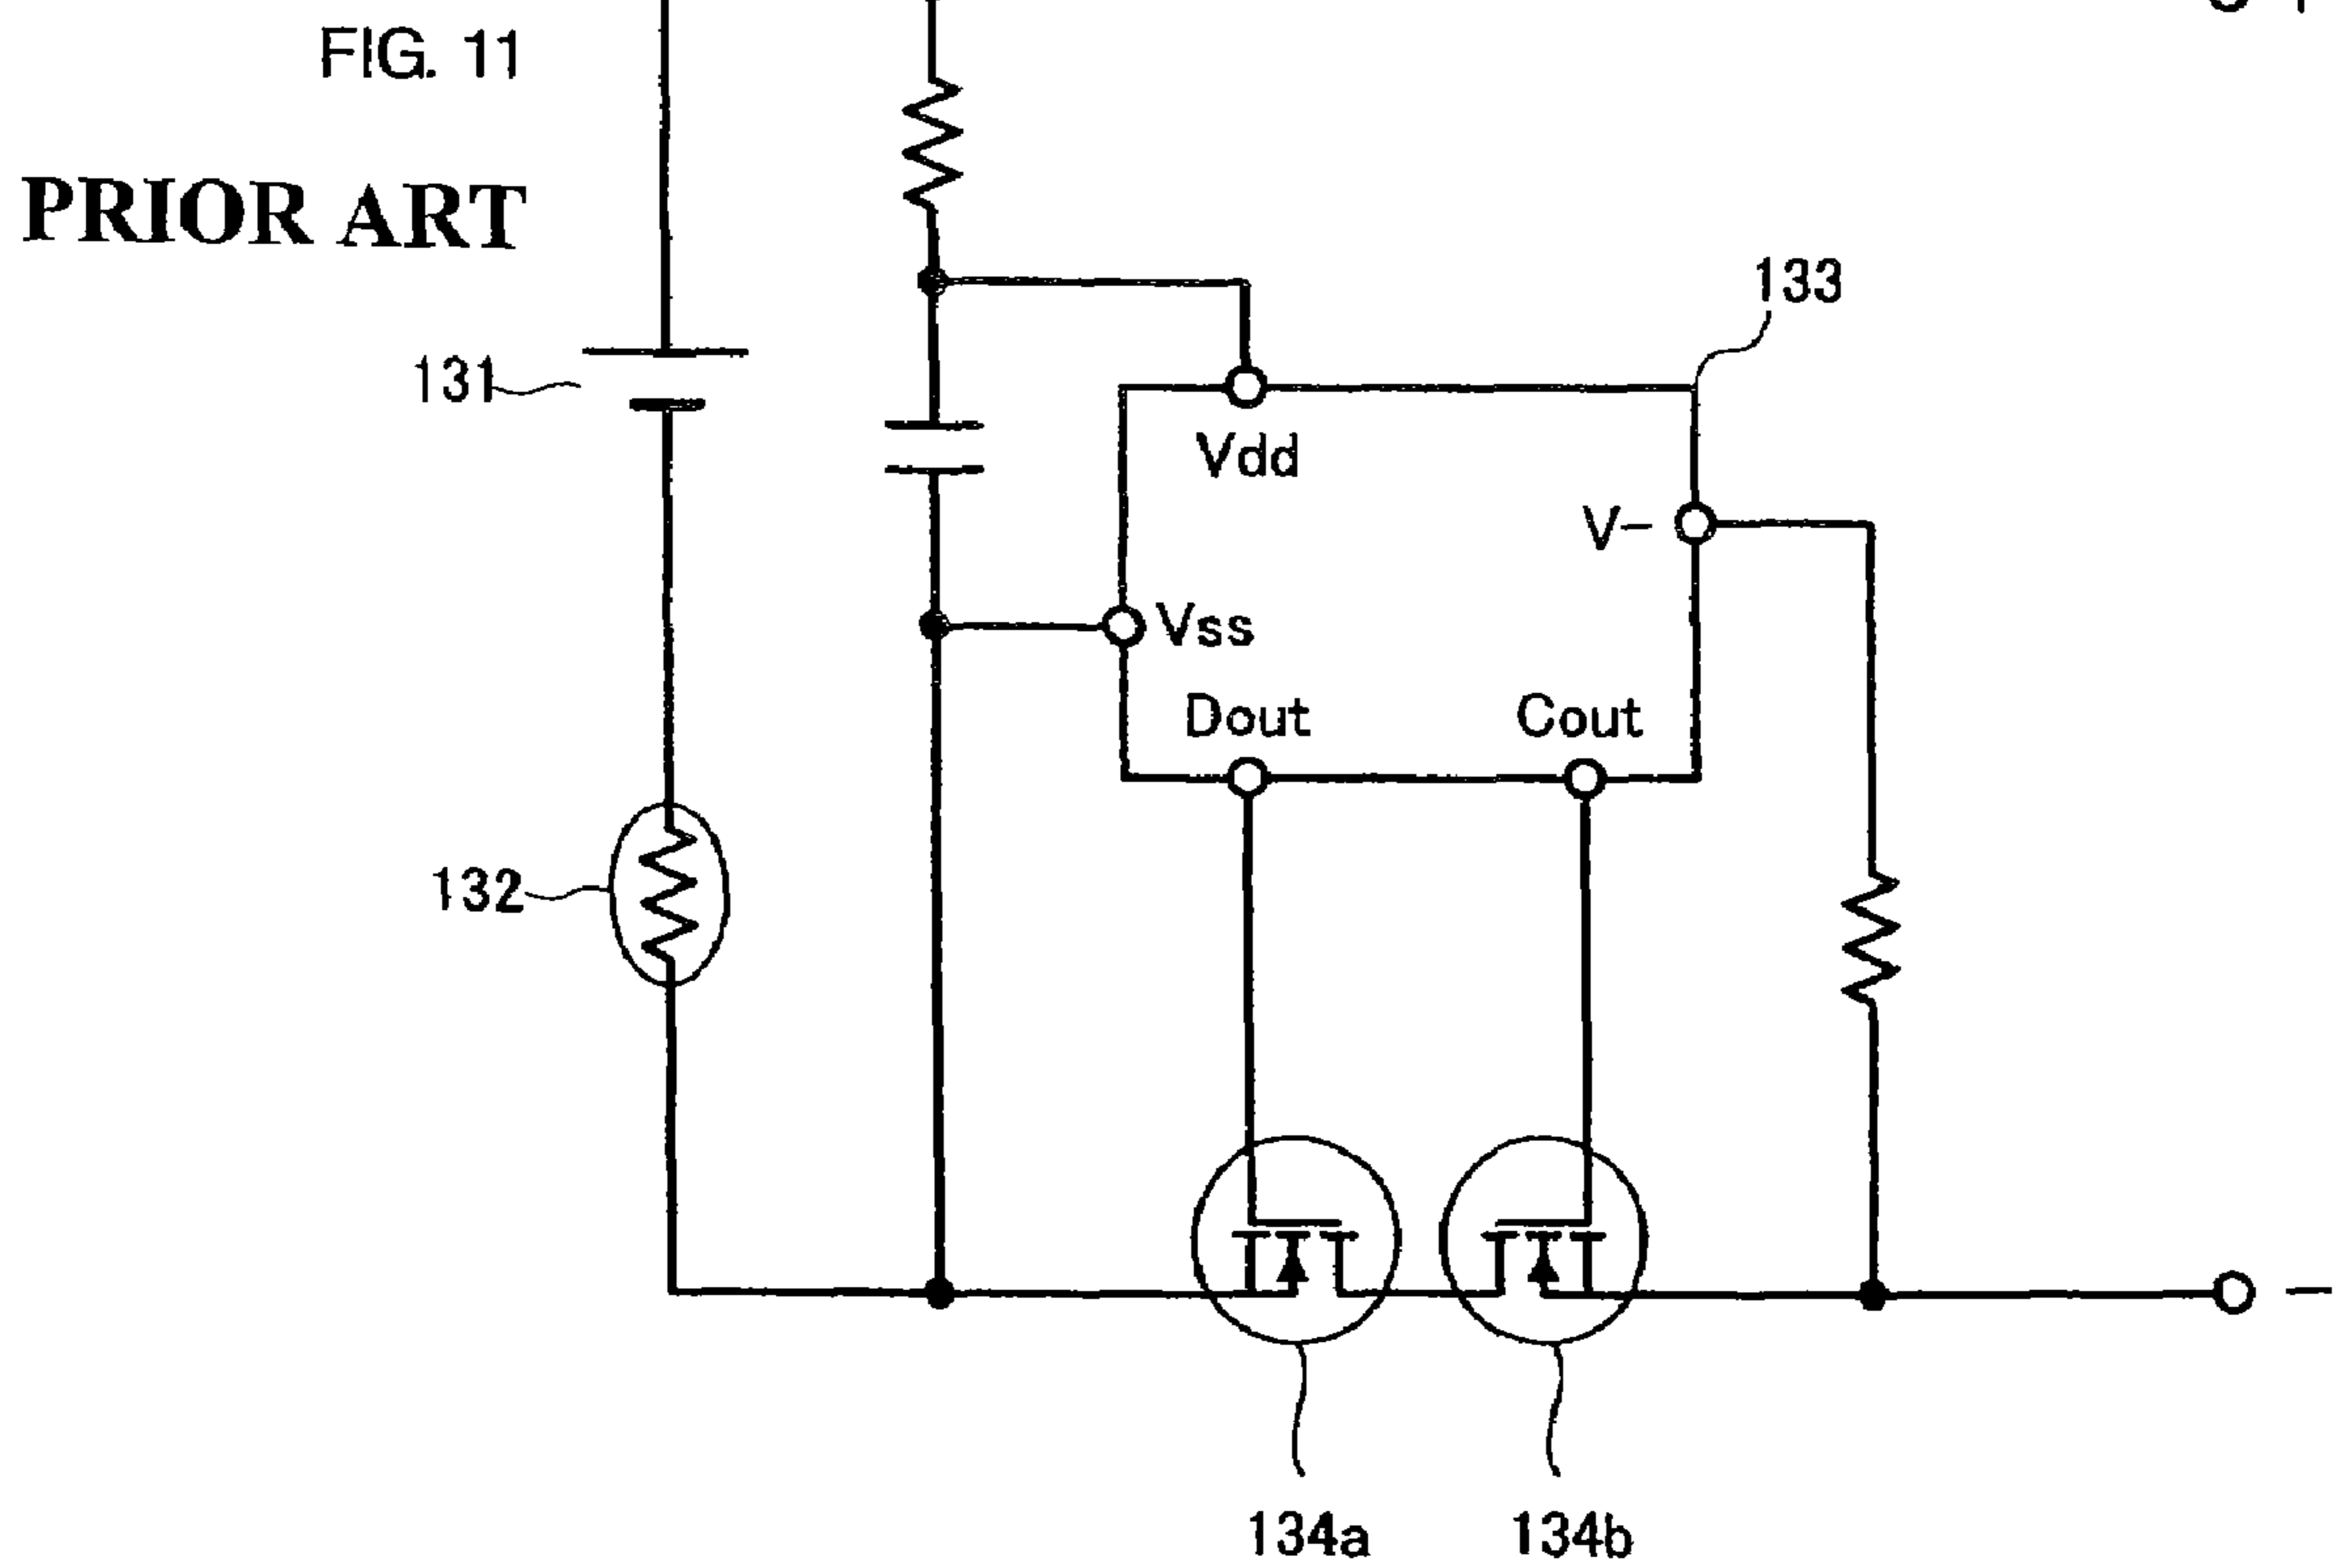 FIG. 11
PRIOR ART
133
131
Vdd
V−
Vss
Dout
Cout
132
−
134a
134b